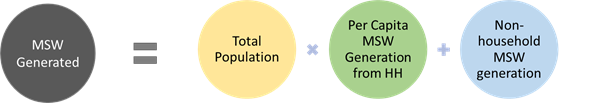 MSW
Generated
=
Total
Population
×
Per Capita
MSW
Generation
from HH
+
Non-
household
MSW
generation